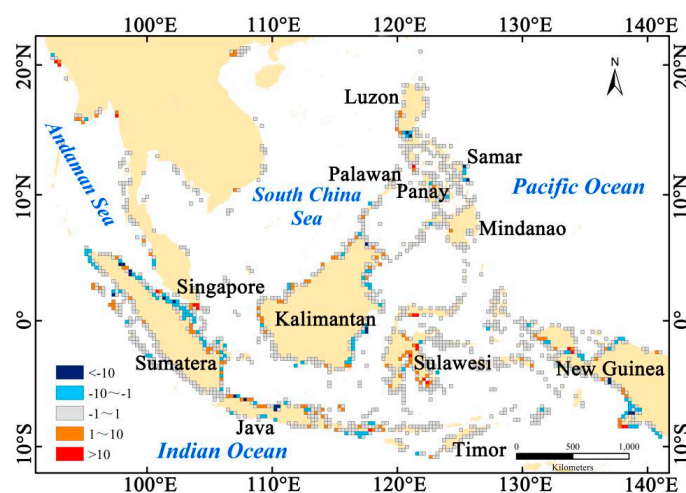 100°E 110°E 120°E 130°E 140°E
20°N
20°N
N
Luzon
Andaman Sea
Samar
Palawan
Panay
South China
Sea
Pacific Ocean
10°N
10°N
Mindanao
Singapore
Kalimantan
0°
0°
Sumatera
Sulawesi
New Guinea
<-10
-10~-1
-1~1
1~10
>10
Java
Indian Ocean
Timor
0 500 1,000
Kilometers
10°S
10°S
100°E 110°E 120°E 130°E 140°E